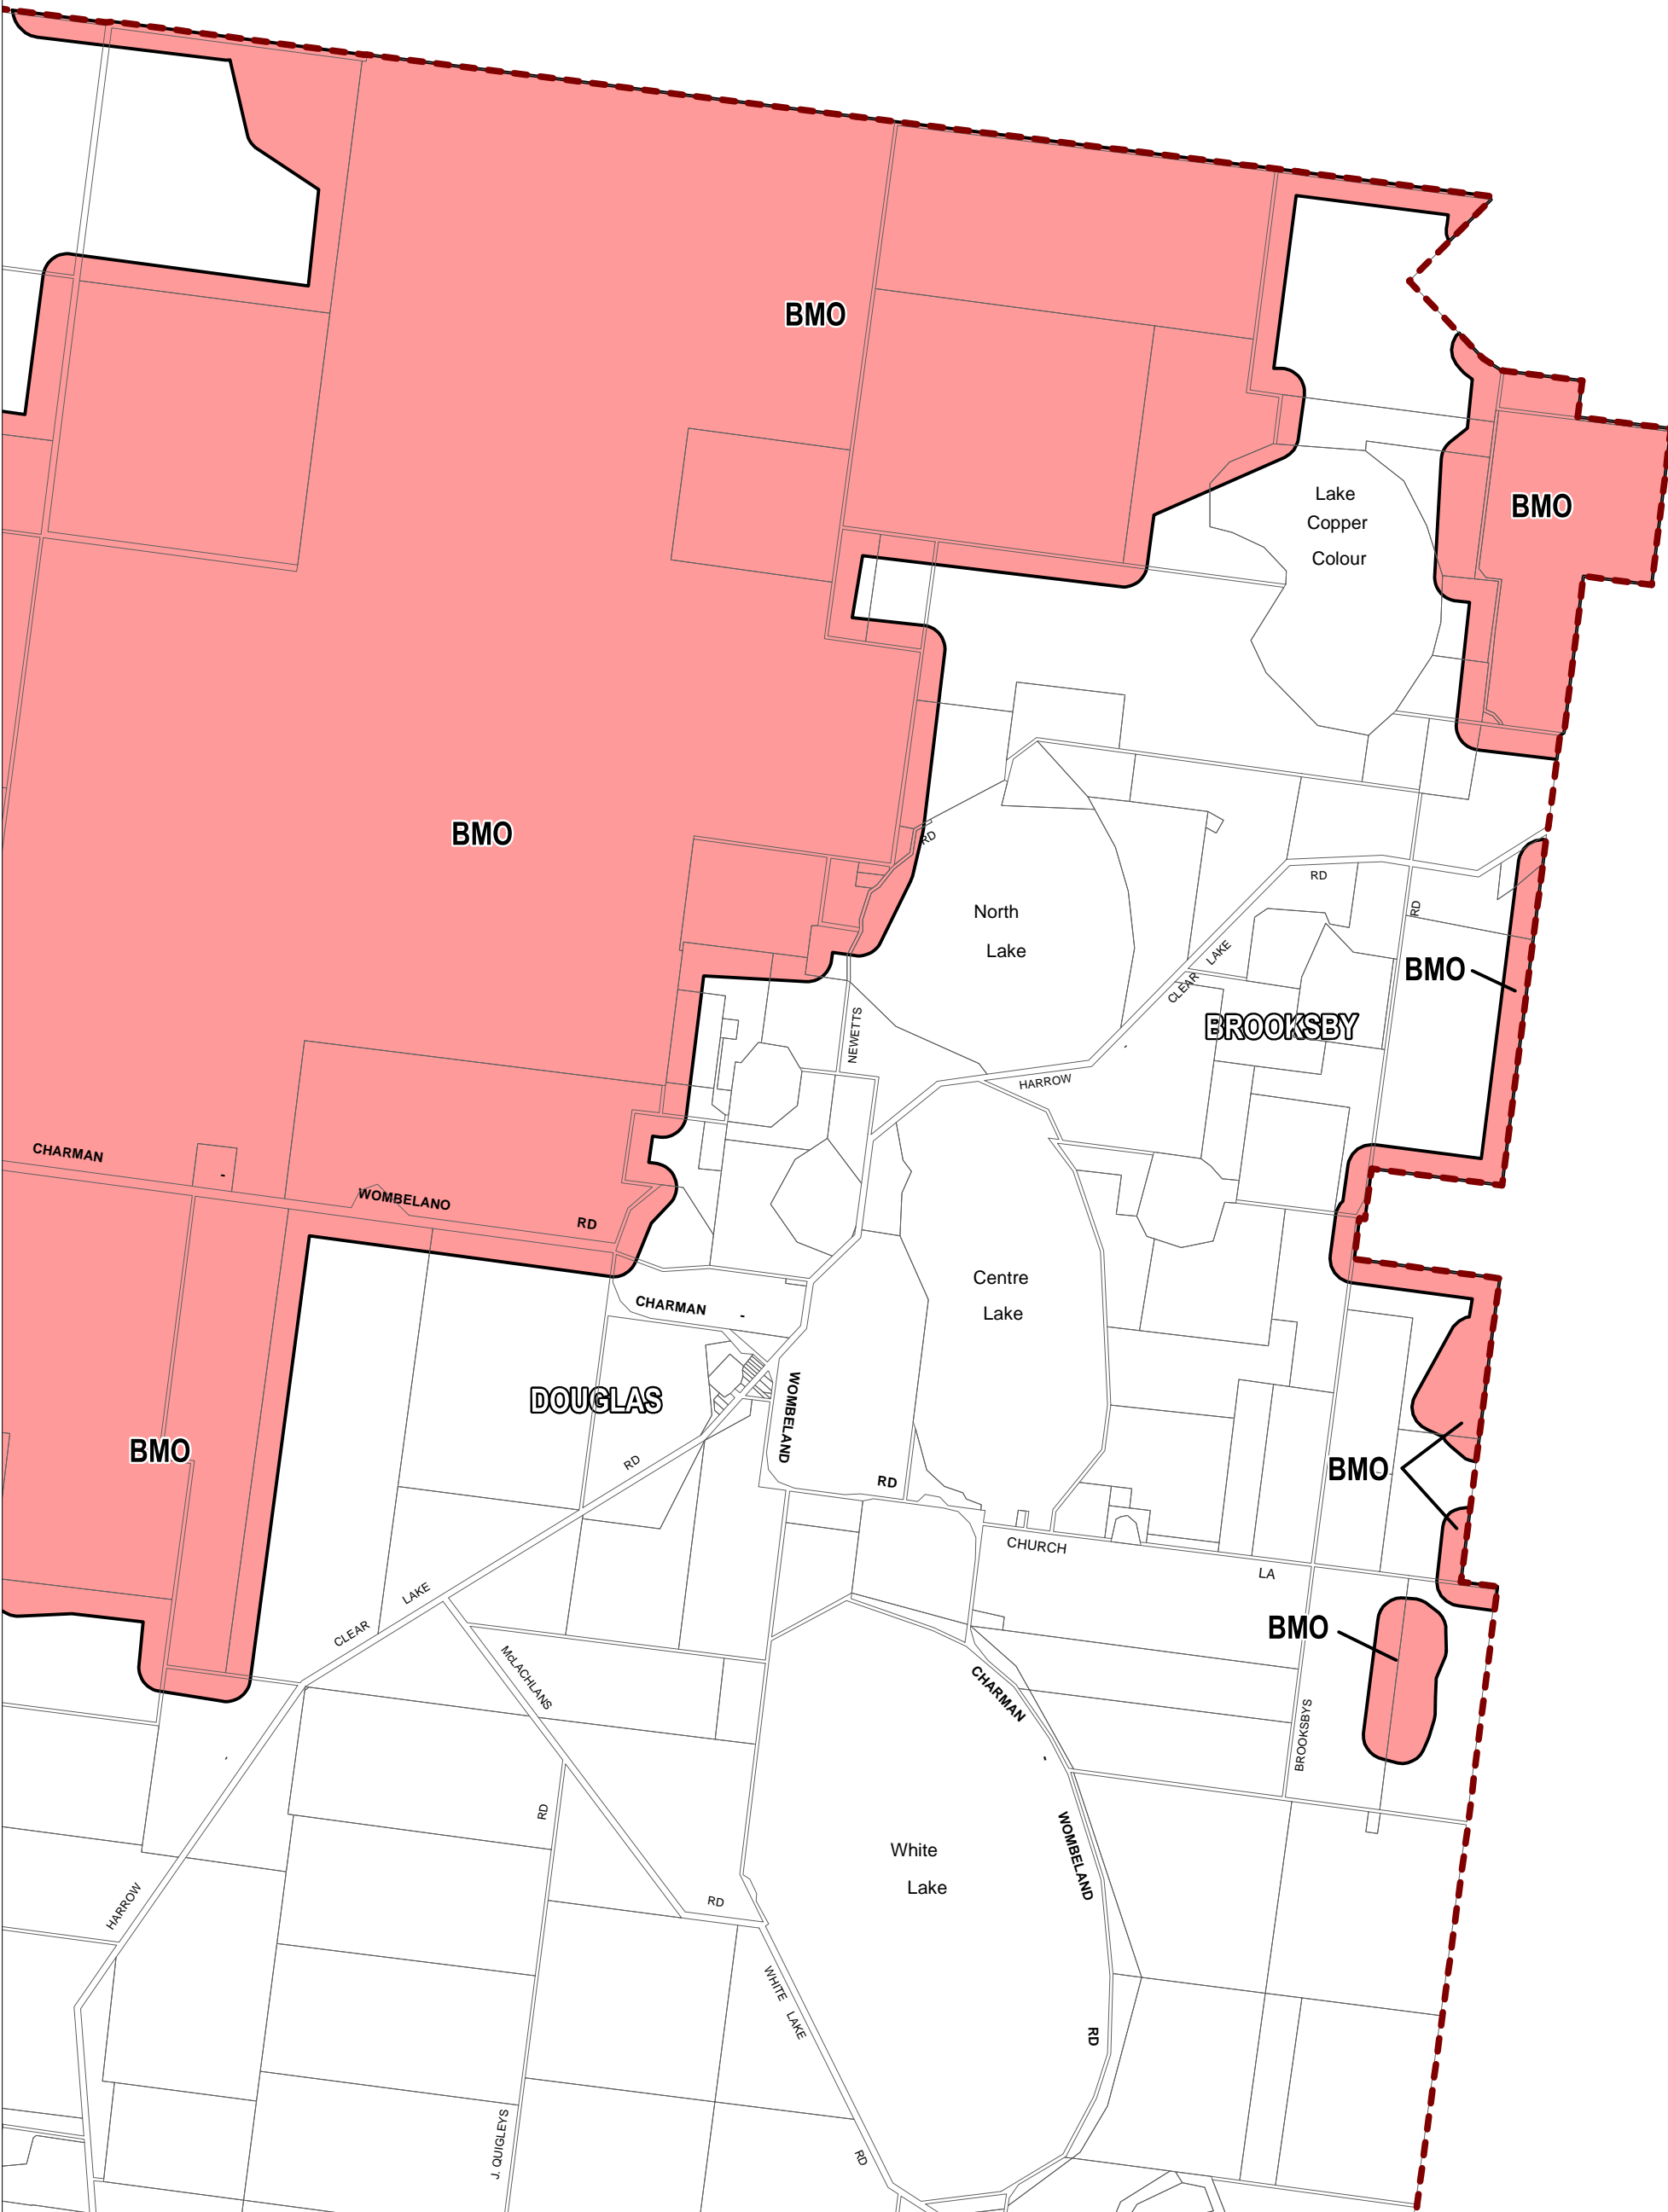 BMO
Lake
Copper
Colour
BMO
BMO
RD
RD
RD
North
Lake
LAKE
CLEAR
BMO
BROOKSBY
NEWETTS
HARROW
CHARMAN
-
WOMBELANO
RD
Centre
Lake
CHARMAN -
WOMBELAND
DOUGLAS
BMO
RD
RD
BMO
CHURCH
LA
LAKE
CLEAR
BMO
McLACHLANS
CHARMAN
-
BROOKSBYS
RD
WOMBELAND
White
Lake
HARROW
-
RD
WHITE LAKE
RD
J. QUIGLEYS
RD